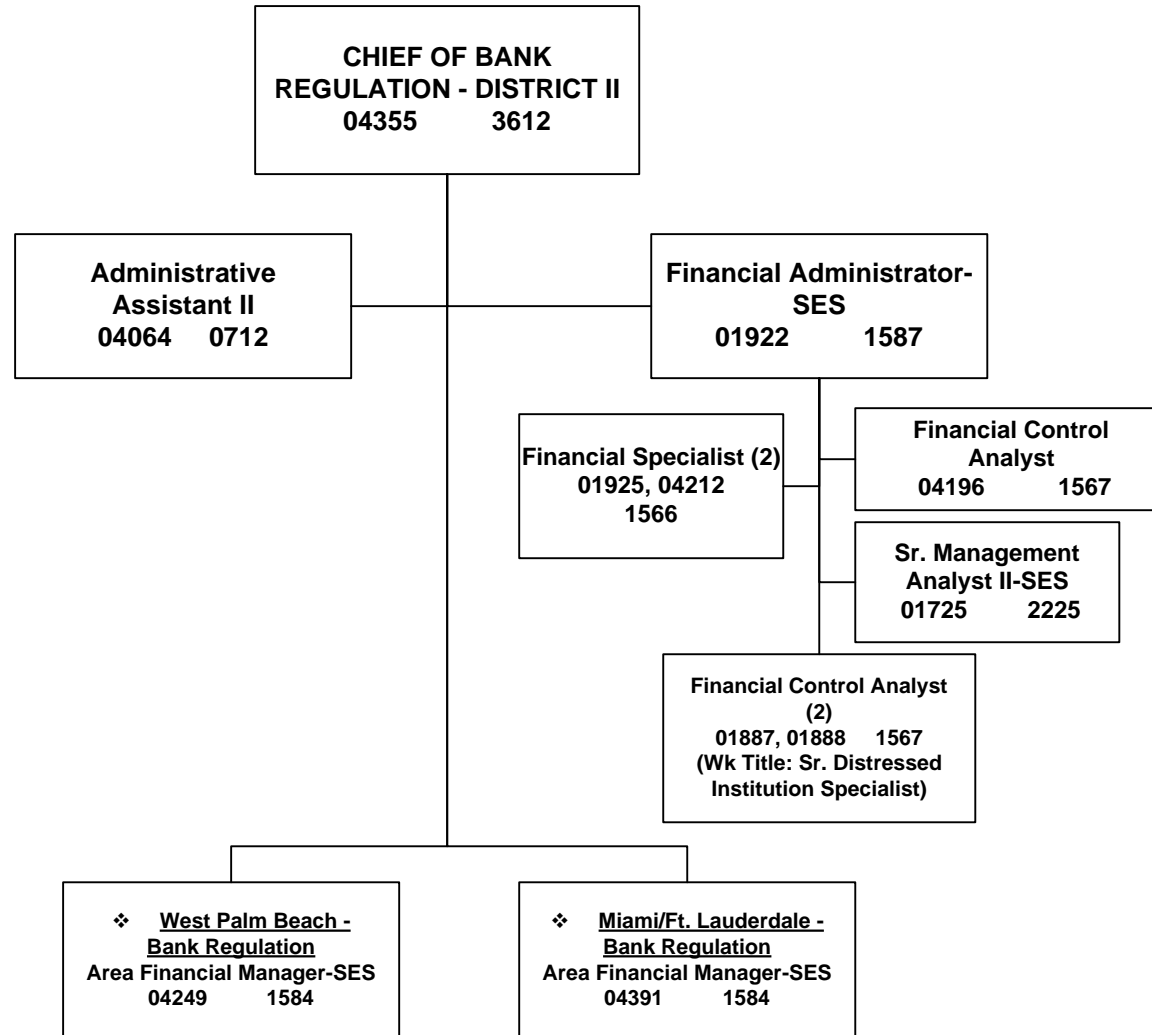 CHIEF OF BANK
REGULATION - DISTRICT II
04355 3612
Administrative
Assistant II
04064 0712
Financial Administrator-
SES
01922 1587
Financial Specialist (2)
01925, 04212
1566
Financial Control
Analyst
04196 1567
Sr. Management
Analyst II-SES
01725 2225
Financial Control Analyst
(2)
01887, 01888 1567
(Wk Title: Sr. Distressed
Institution Specialist)
❖ West Palm Beach -
Bank Regulation
Area Financial Manager-SES
04249 1584
❖ Miami/Ft. Lauderdale -
Bank Regulation
Area Financial Manager-SES
04391 1584